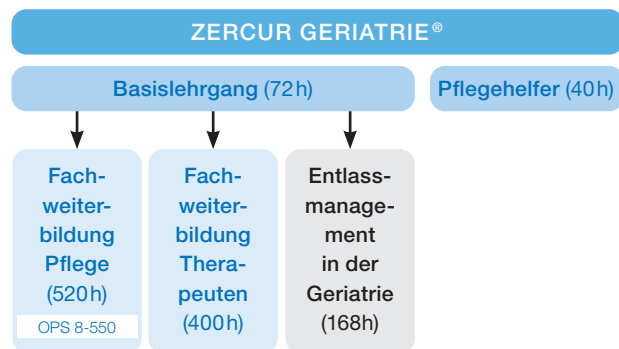 ZERCUR GERIATRIE®
Basislehrgang (72h)
Pflegehelfer (40h)
Fach-
weiter-
bildung
Pflege
(520h)
OPS 8-550
Fach-
weiter-
bildung
Thera-
peuten
(400h)
Entlass-
manage-
ment
in der
Geriatrie
(168h)